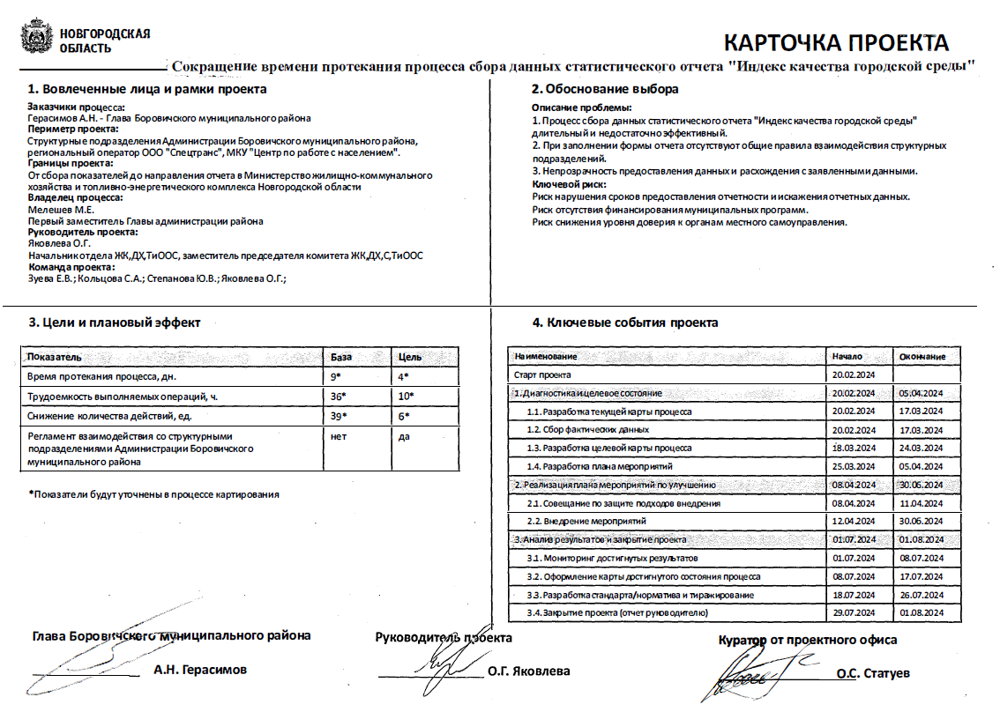 НОВГОРОДСКАЯ
ОБЛАСТЬ
КАРТОЧКА ПРОЕКТА
Сокращение времени протекания процесса сбора данных статистического отчета "Индекс качества городской среды"
1. Вовлеченные лица и рамки проекта
Заказчики процесса:
Герасимов А.Н. - Глава Боровичского муниципального района
Периметр проекта:
Структурные подразделения Администрации Боровичского муниципального района,
региональный оператор ООО "Спецтранс", МКУ "Центр по работе с населением".
Границы проекта:
От сбора показателей до направления отчета в Министерство жилищно-коммунального
хозяйства и топливно-энергетического комплекса Новгородской области
Владелец процесса:
Мелешев М.Е.
Первый заместитель Главы администрации района
Руководитель проекта:
Яковлева О.Г.
Начальник отдела ЖК,ДХ,ТиООС, заместитель председателя комитета ЖК,ДХ,С,ТиООС
Команда проекта:
Зуева Е.В.; Кольцова С.А.; Степанова Ю.В.; Яковлева О.Г.;
2. Обоснование выбора
Описание проблемы:
1. Процесс сбора данных статистического отчета "Индекс качества городской среды"
длительный и недостаточно эффективный.
2. При заполнении формы отчета отсутствуют общие правила взаимодействия структурных
подразделений.
3. Непрозрачность предоставления данных и расхождения с заявленными данными.
Ключевой риск:
Риск нарушения сроков предоставления отчетности и искажения отчетных данных.
Риск отсутствия финансирования муниципальных программ.
Риск снижения уровня доверия к органам местного самоуправления.
3. Цели и плановый эффект
Показатель База Цель
Время протекания процесса, дн. 9* 4*
Трудоемкость выполняемых операций, ч. 36* 10*
Снижение количества действий, ед. 39* 6*
Регламент взаимодействия со структурными нет да
подразделениями Администрации Боровичского
муниципального района
*Показатели будут уточнены в процессе картирования
4. Ключевые события проекта
Наименование Начало Окончание
Старт проекта 20.02.2024
1. Диагностика и целевое состояние 20.02.2024 05.04.2024
1.1. Разработка текущей карты процесса 20.02.2024 17.03.2024
1.2. Сбор фактических данных 20.02.2024 17.03.2024
1.3. Разработка целевой карты процесса 18.03.2024 24.03.2024
1.4. Разработка плана мероприятий 25.03.2024 05.04.2024
2. Реализация плана мероприятий по улучшению 08.04.2024 30.06.2024
2.1. Совещание по защите подходов внедрения 08.04.2024 11.04.2024
2.2. Внедрение мероприятий 12.04.2024 30.06.2024
3. Анализ результатов и закрытие проекта 01.07.2024 01.08.2024
3.1. Мониторинг достигнутых результатов 01.07.2024 08.07.2024
3.2. Оформление карты достигнутого состояния процесса 08.07.2024 17.07.2024
3.3. Разработка стандарта/норматива и тиражирование 18.07.2024 26.07.2024
3.4. Закрытие проекта (отчет руководителю) 29.07.2024 01.08.2024
Глава Боровичского муниципального района
А.Н. Герасимов
Руководитель проекта
О.Г. Яковлева
Куратор от проектного офиса
О.С. Статуев